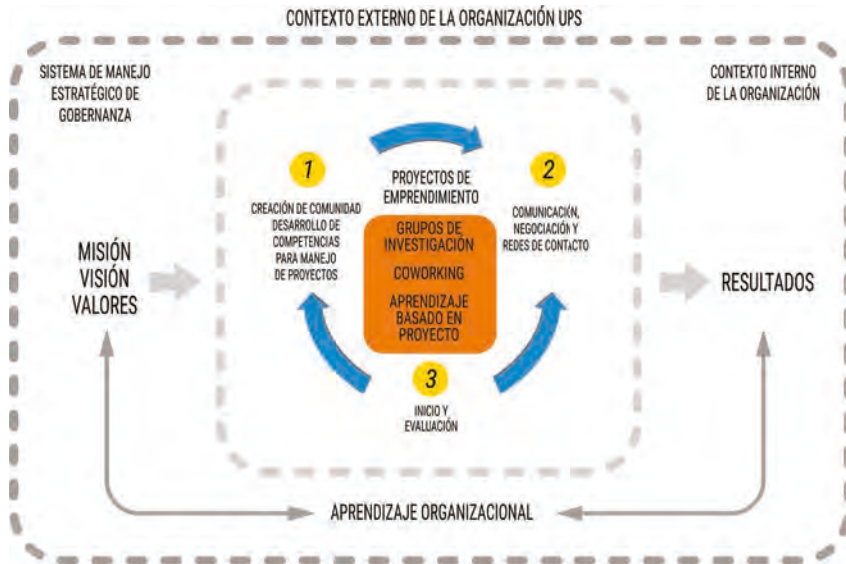 CONTEXTO EXTERNO DE LA ORGANIZACIÓN UPS
SISTEMA DE MANEJO
ESTRATÉGICO DE
GOBERNANZA
CONTEXTO INTERNO
DE LA ORGANIZACIÓN
1
CREACIÓN DE COMUNIDAD
DESARROLLO DE
COMPETENCIAS
PARA MANEJO
DE PROYECTOS
PROYECTOS DE
EMPRENDIMIENTO
GRUPOS DE
INVESTIGACIÓN
COWORKING
APRENDIZAJE
BASADO EN
PROYECTO
2
COMUNICACIÓN,
NEGOCIACIÓN Y
REDES DE CONTACTO
MISIÓN
VISIÓN
VALORES
RESULTADOS
3
INICIO Y
EVALUACIÓN
APRENDIZAJE ORGANIZACIONAL